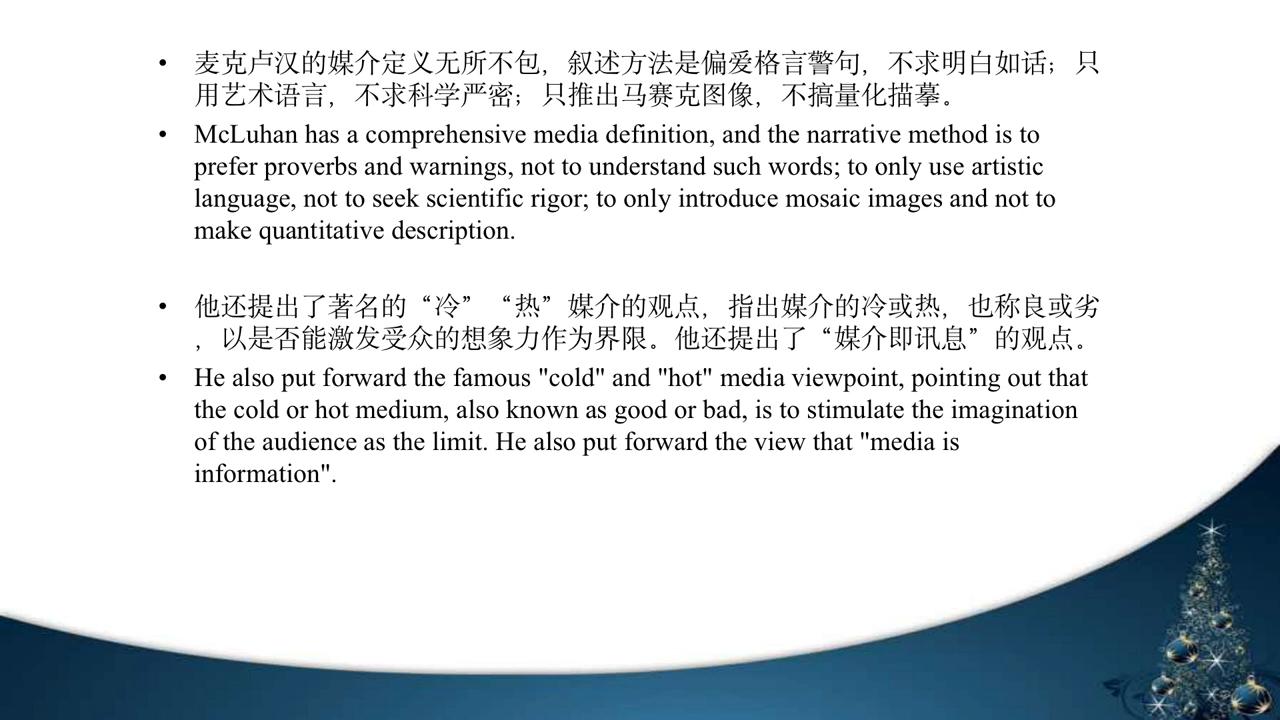 • 麦克卢汉的媒介定义无所不包，叙述方法是偏爱格言警句，不求明白如话；只
用艺术语言，不求科学严密；只推出马赛克图像，不搞量化描摹。
• McLuhan has a comprehensive media definition, and the narrative method is to
prefer proverbs and warnings, not to understand such words; to only use artistic
language, not to seek scientific rigor; to only introduce mosaic images and not to
make quantitative description.
• 他还提出了著名的“冷”“热”媒介的观点，指出媒介的冷或热，也称良或劣
，以是否能激发受众的想象力作为界限。他还提出了“媒介即讯息”的观点。
• He also put forward the famous "cold" and "hot" media viewpoint, pointing out that
the cold or hot medium, also known as good or bad, is to stimulate the imagination
of the audience as the limit. He also put forward the view that "media is
information".